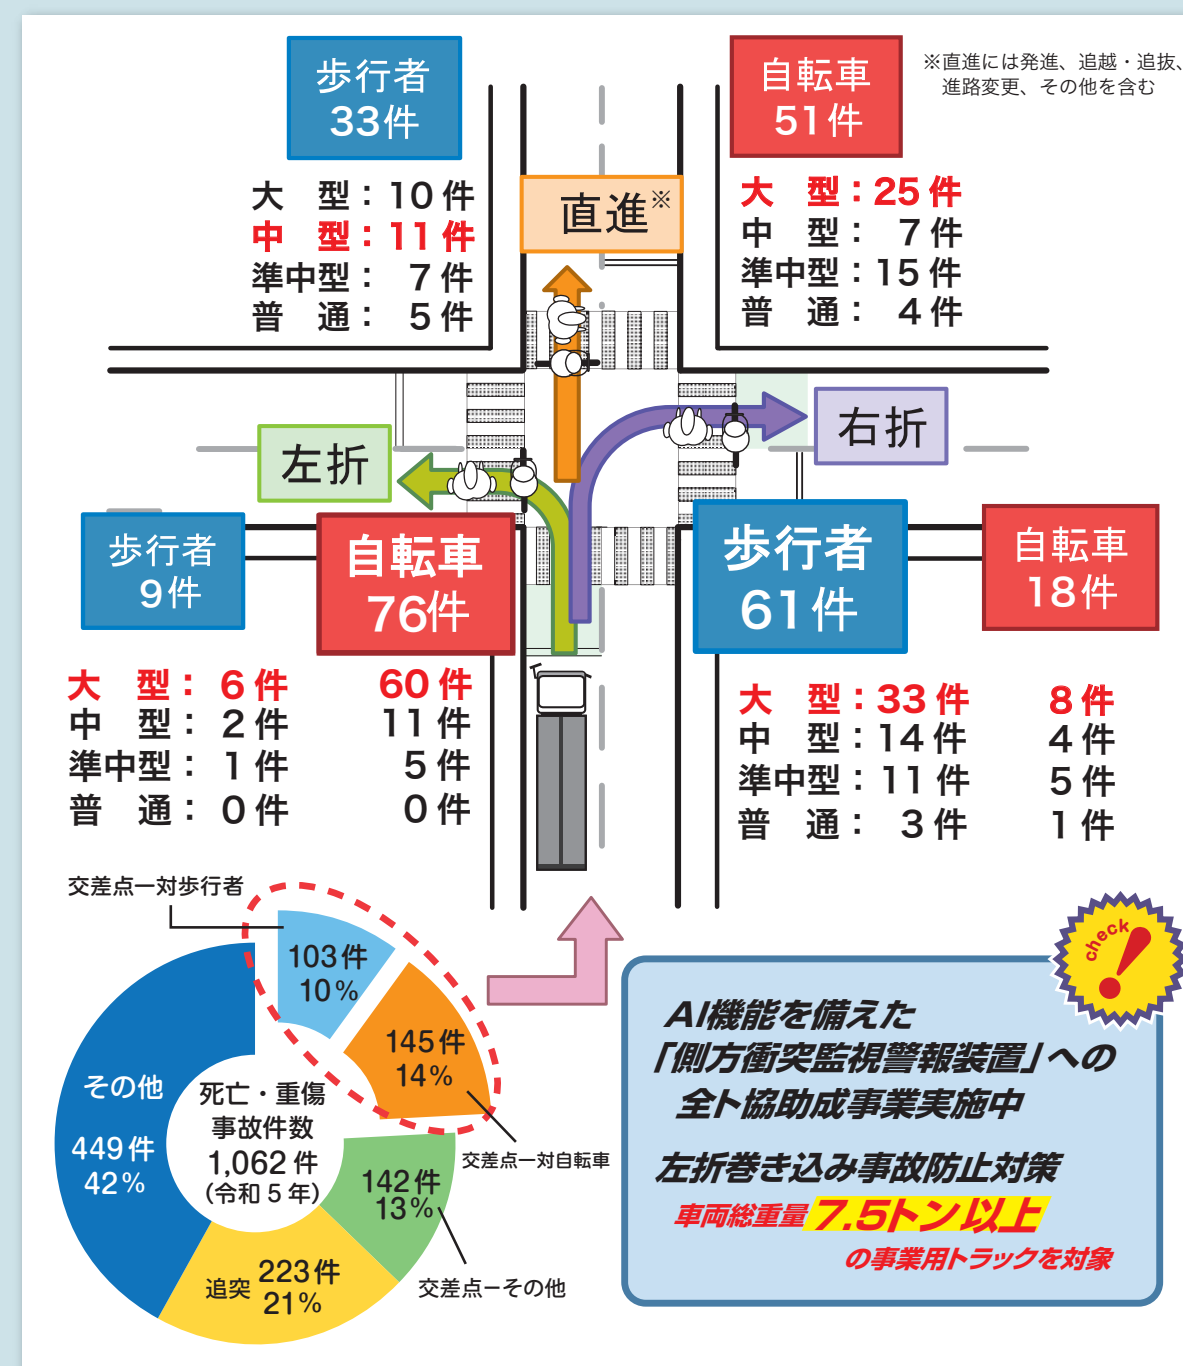 歩行者
33件
大　型：10件
中　型：11件
準中型：7件
普　通：5件
直進※
自転車
51件
※直進には発進、追越・追抜、
進路変更、その他を含む
大　型：25件
中　型：7件
準中型：15件
普　通：4件
左折
右折
歩行者
9件
自転車
76件
大　型：6件　60件
中　型：2件　11件
準中型：1件　5件
普　通：0件　0件
歩行者
61件
自転車
18件
大　型：33件　8件
中　型：14件　4件
準中型：11件　5件
普　通：3件　1件
交差点ー対歩行者
103件
10%
145件
14%
交差点ー対自転車
142件
13%
交差点ーその他
追突 223件
21%
その他
449件
42%
死亡・重傷
事故件数
1,062件
（令和5年）
check
AI機能を備えた
「側方衝突監視警報装置」への
全ト協助成事業実施中
左折巻き込み事故防止対策
車両総重量7.5トン以上
の事業用トラックを対象